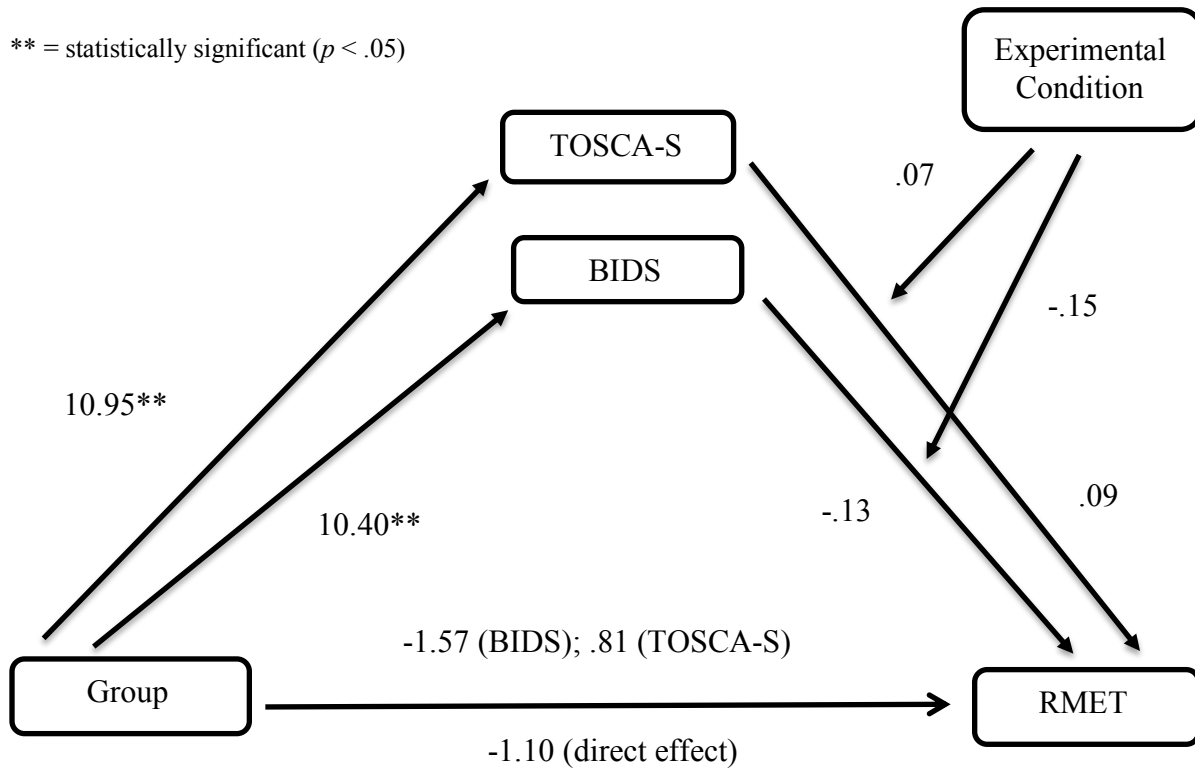 ** = statistically significant (p < .05)
Experimental
Condition
TOSCA-S
.07
BIDS
-.15
10.95**
10.40**
-.13
.09
-1.57 (BIDS); .81 (TOSCA-S)
Group
RMET
-1.10 (direct effect)